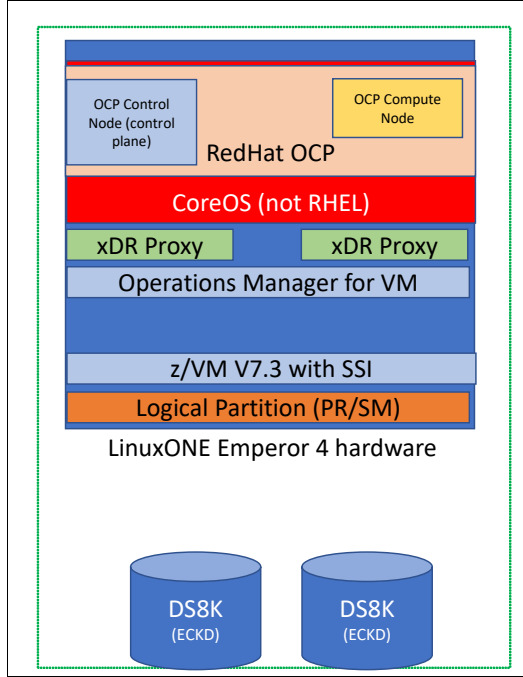 OCP Control
Node (control
plane)
OCP Compute
Node
RedHat OCP
CoreOS (not RHEL)
xDR Proxy
xDR Proxy
Operations Manager for VM
z/VM V7.3 with SSI
Logical Partition (PR/SM)
LinuxONE Emperor 4 hardware
DS8K
(ECKD)
DS8K
(ECKD)